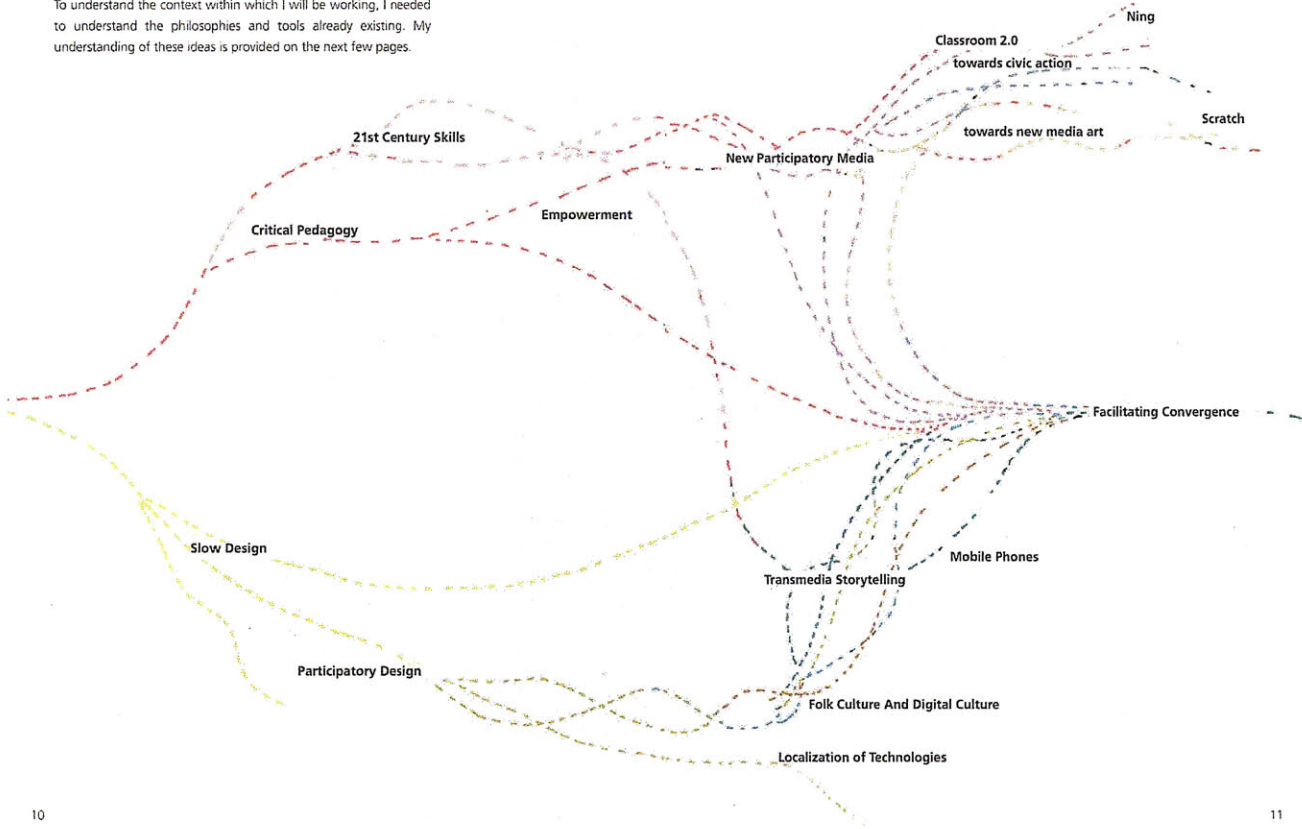 To understand the context within which I will be working, I needed
to understand the philosophies and tools already existing. My
understanding of these ideas is provided on the next few pages.
Ning
Classroom 2.0
towards civic action
Scratch
21st Century Skills
towards new media art
New Participatory Media
Empowerment
Critical Pedagogy
Facilitating Convergence
Slow Design
Mobile Phones
Transmedia Storytelling
Participatory Design
Folk Culture And Digital Culture
Localization of Technologies
10
11